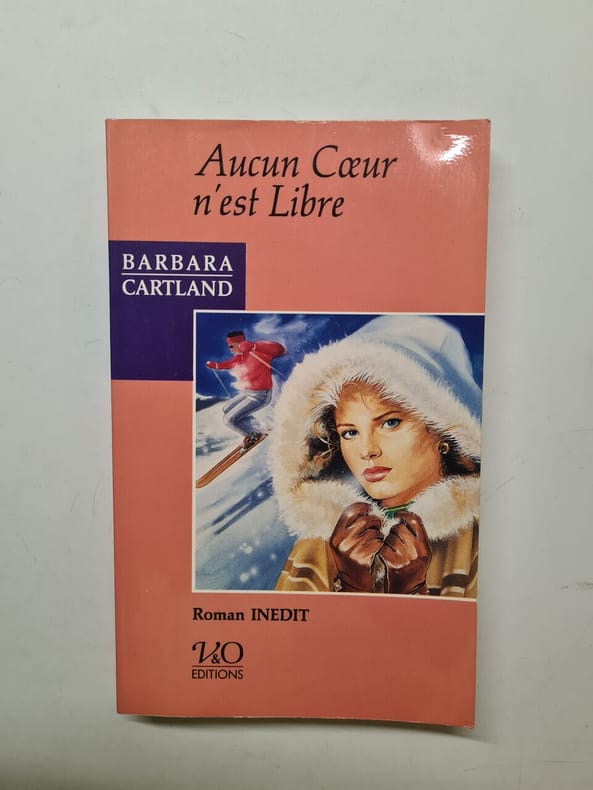 Aucun Cœur
n'est Libre
BARBARA
CARTLAND
Roman INEDIT
V&O
EDITIONS